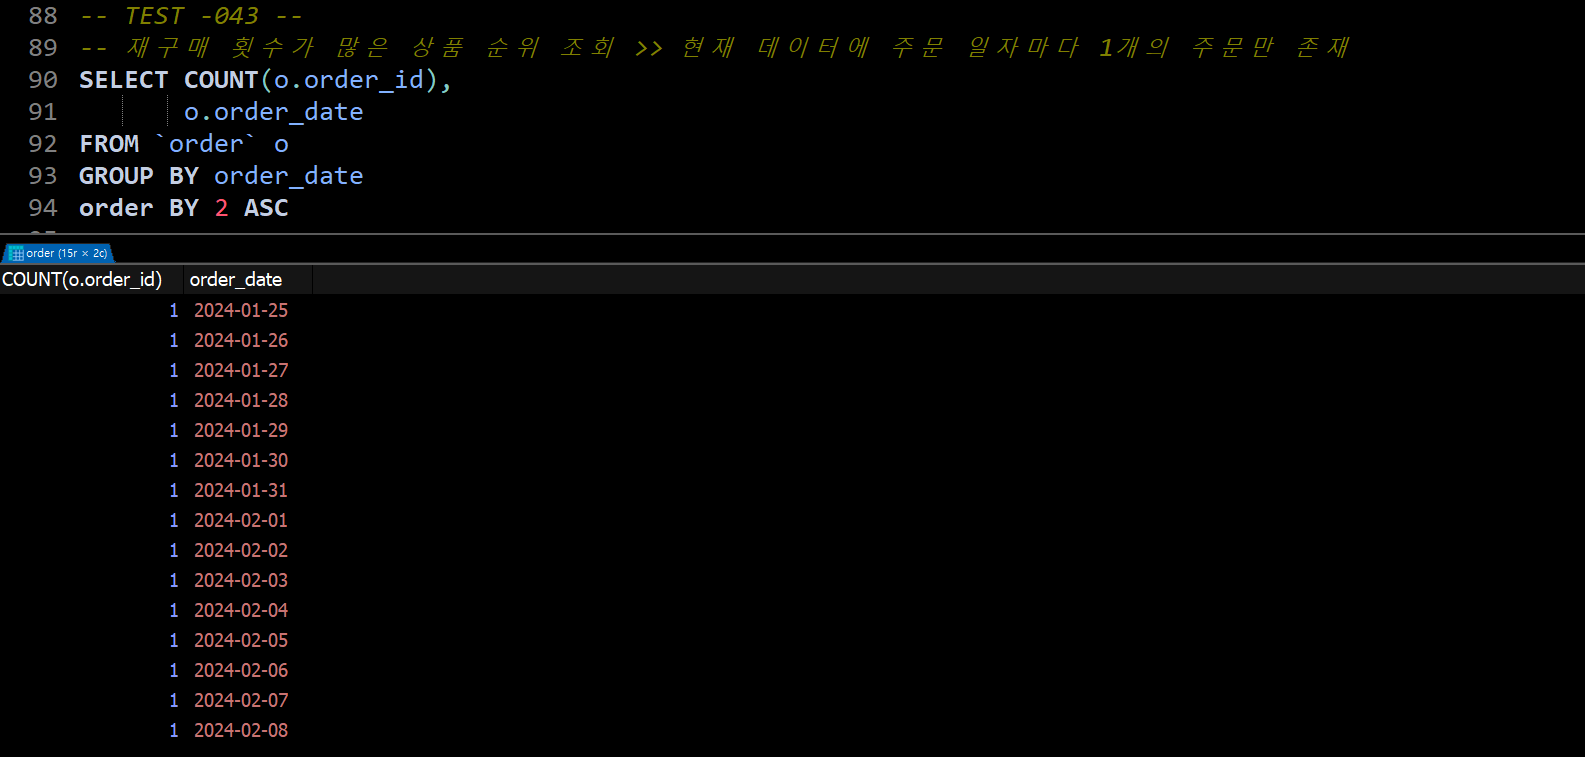 88 -- TEST -043 --
89 -- 재구매 횟수가 많은 상품 순위 조회 >> 현재 데이터에 주문 일자마다 1개의 주문만 존재
90 SELECT COUNT(o.order_id),
91 o.order_date
92 FROM `order` o
93 GROUP BY order_date
94 order BY 2 ASC
order (15r × 2c)
COUNT(o.order_id) order_date
1 2024-01-25
1 2024-01-26
1 2024-01-27
1 2024-01-28
1 2024-01-29
1 2024-01-30
1 2024-01-31
1 2024-02-01
1 2024-02-02
1 2024-02-03
1 2024-02-04
1 2024-02-05
1 2024-02-06
1 2024-02-07
1 2024-02-08